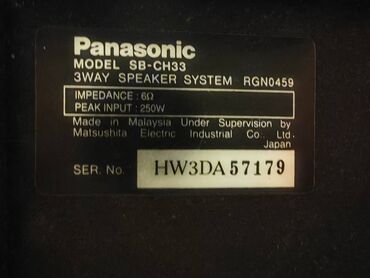 Panasonic
MODEL SB-CH33
3WAY SPEAKER SYSTEM RGN0459
IMPEDANCE : 6Ω
PEAK INPUT : 250W
Made in Malaysia Under Supervision by
Matsushita Electric Industrial Co., Ltd.
Japan
SER. No. HW3DA 57179